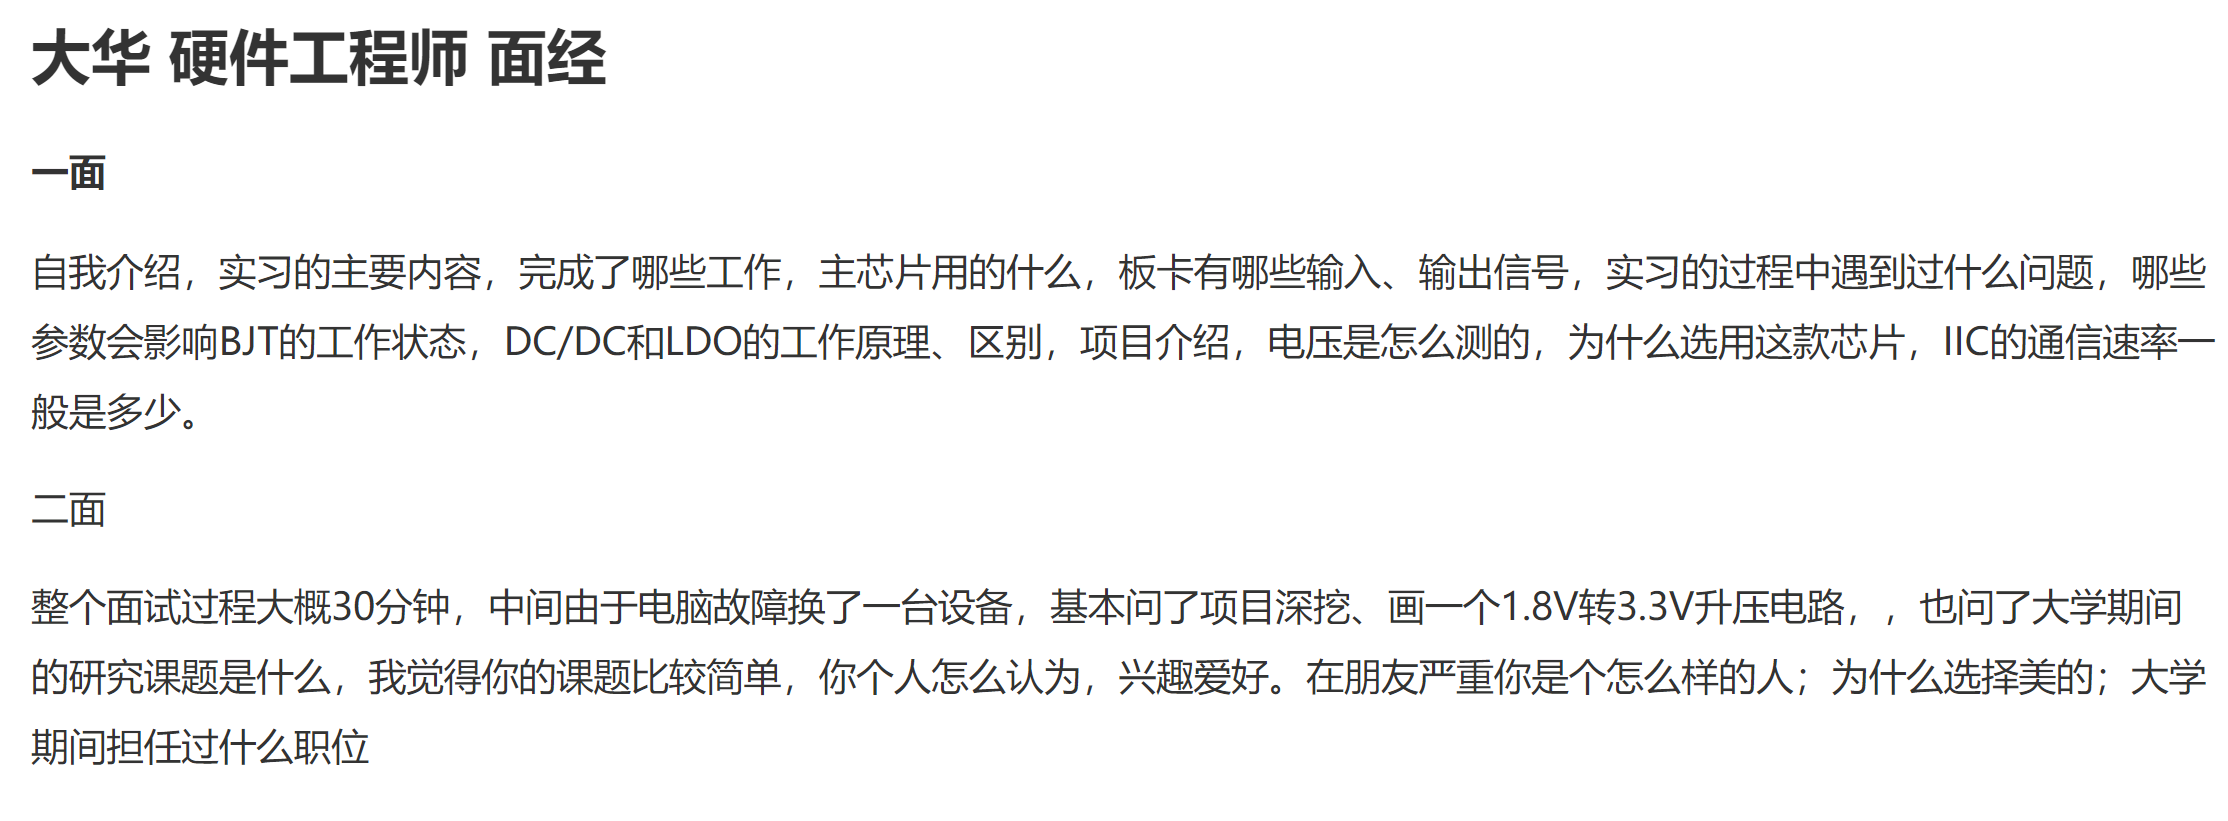 大华 硬件工程师 面经
一面
自我介绍，实习的主要内容，完成了哪些工作，主芯片用的什么，板卡有哪些输入、输出信号，实习的过程中遇到过什么问题，哪些
参数会影响BJT的工作状态，DC/DC和LDO的工作原理、区别，项目介绍，电压是怎么测的，为什么选用这款芯片，IIC的通信速率一
般是多少。
二面
整个面试过程大概30分钟，中间由于电脑故障换了一台设备，基本问了项目深挖、画一个1.8V转3.3V升压电路，，也问了大学期间
的研究课题是什么，我觉得你的课题比较简单，你个人怎么认为，兴趣爱好。在朋友严重你是个怎么样的人；为什么选择美的；大学
期间担任过什么职位